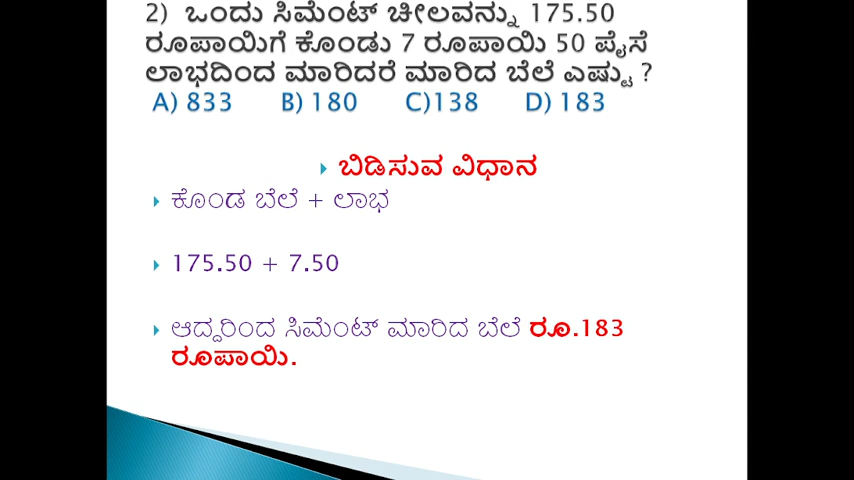 2) ಒಂದು ಸಿಮೆಂಟ್ ಚೀಲವನ್ನು 175.50
ರೂಪಾಯಿಗೆ ಕೊಂಡು 7 ರೂಪಾಯಿ 50 ಪೈಸೆ
ಲಾಭದಿಂದ ಮಾರಿದರೆ ಮಾರಿದ ಬೆಲೆ ಎಷ್ಟು ?
A) 833 B) 180 C)138 D) 183
ಬಿಡಿಸುವ ವಿಧಾನ
ಕೊಂಡ ಬೆಲೆ + ಲಾಭ
175.50 + 7.50
ಆದ್ದರಿಂದ ಸಿಮೆಂಟ್ ಮಾರಿದ ಬೆಲೆ ರೂ.183
ರೂಪಾಯಿ.